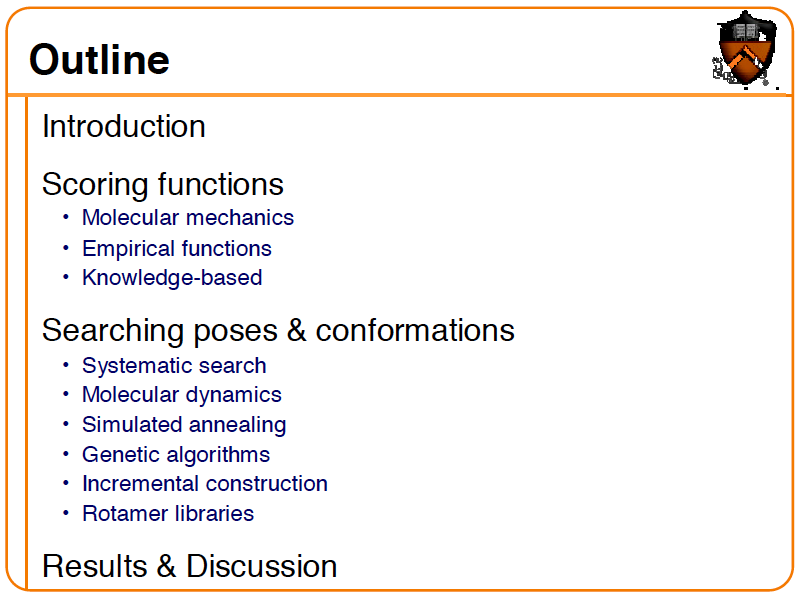 Outline
Introduction
Scoring functions
• Molecular mechanics
• Empirical functions
• Knowledge-based
Searching poses & conformations
• Systematic search
• Molecular dynamics
• Simulated annealing
• Genetic algorithms
• Incremental construction
• Rotamer libraries
Results & Discussion